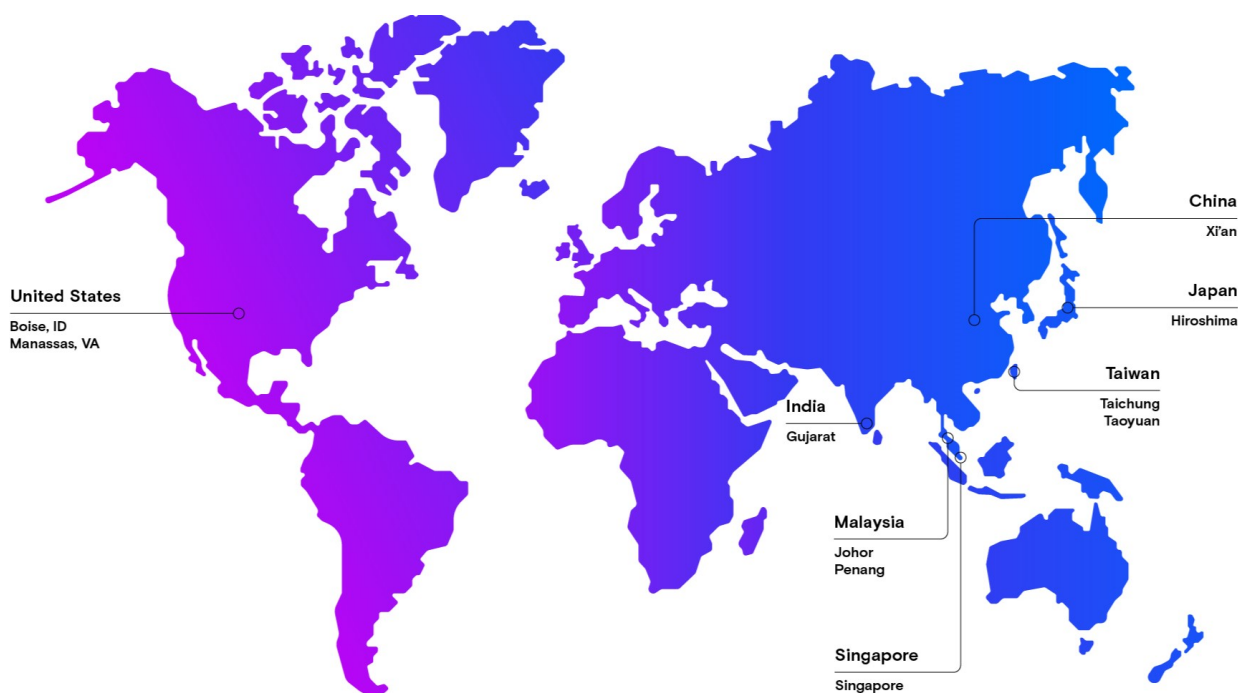 China
Xi'an
United States
Boise, ID
Manassas, VA
Japan
Hiroshima
Taiwan
Taichung
Taoyuan
India
Gujarat
Malaysia
Johor
Penang
Singapore
Singapore